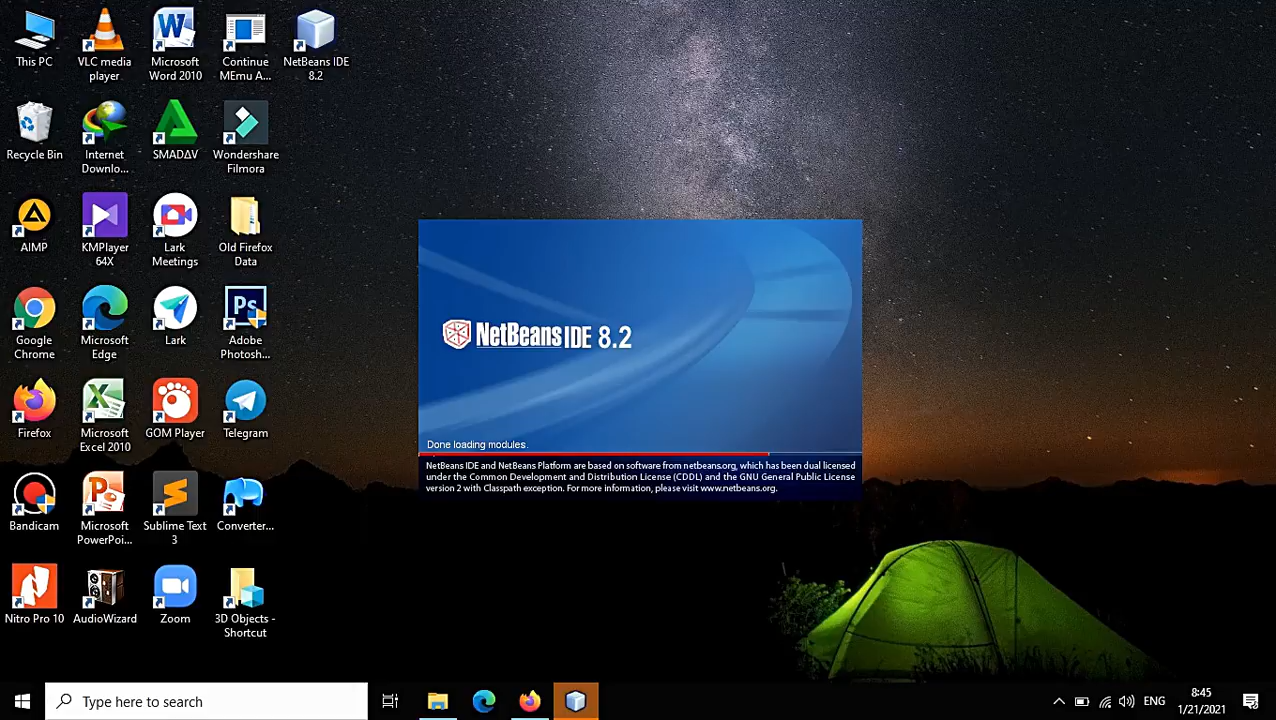 This PC
VLC media
player
Microsoft
Word 2010
Continue
MEmu A...
NetBeans IDE
8.2
Recycle Bin
Internet
Downlo...
SMADΔV
Wondershare
Filmora
AIMP
KMPlayer
64X
Lark
Meetings
Old Firefox
Data
Google
Chrome
Microsoft
Edge
Lark
Ps
Adobe
Photosh...
Firefox
Microsoft
Excel 2010
GOM Player
Telegram
Bandicam
Microsoft
PowerPoi...
Sublime Text
3
Converter...
Nitro Pro 10
AudioWizard
Zoom
3D Objects -
Shortcut
NetBeans IDE 8.2
Done loading modules.
NetBeans IDE and NetBeans Platform are based on software from netbeans.org, which has been dual licensed
under the Common Development and Distribution License (CDDL) and the GNU General Public License
version 2 with Classpath exception. For more information, please visit www.netbeans.org.
Type here to search
ENG
8:45
1/21/2021